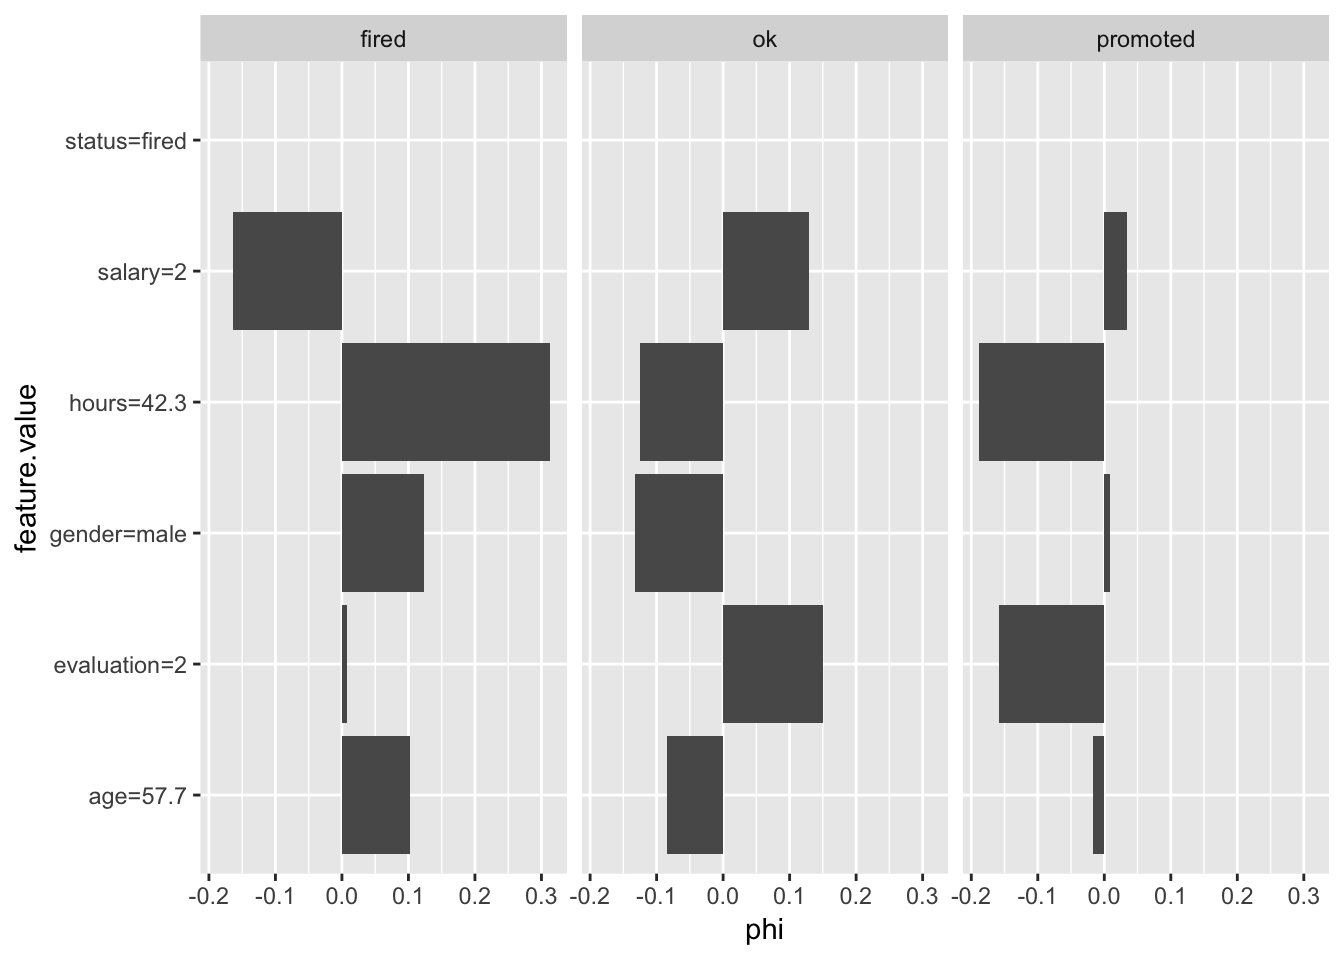 fired
ok
promoted
status=fired
salary=2
hours=42.3
gender=male
evaluation=2
age=57.7
feature.value
-0.2 -0.1 0.0 0.1 0.2 0.3 -0.2 -0.1 0.0 0.1 0.2 0.3 -0.2 -0.1 0.0 0.1 0.2 0.3
phi